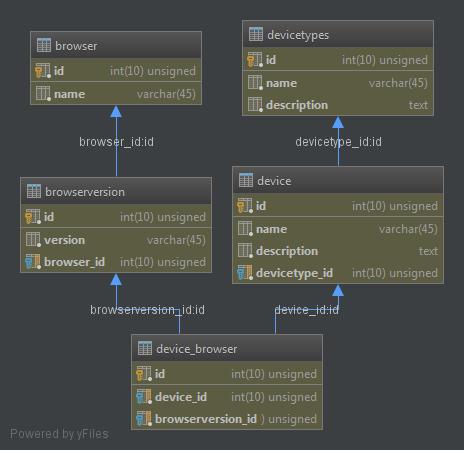 browser
id int(10) unsigned
name varchar(45)
devicetypes
id int(10) unsigned
name varchar(45)
description text
browser_id:id
devicetype_id:id
browserversion
id int(10) unsigned
version varchar(45)
browser_id int(10) unsigned
device
id int(10) unsigned
name varchar(45)
description text
devicetype_id int(10) unsigned
browserversion_id:id
device_id:id
device_browser
id int(10) unsigned
device_id int(10) unsigned
browserversion_id ) unsigned
Powered by yFiles